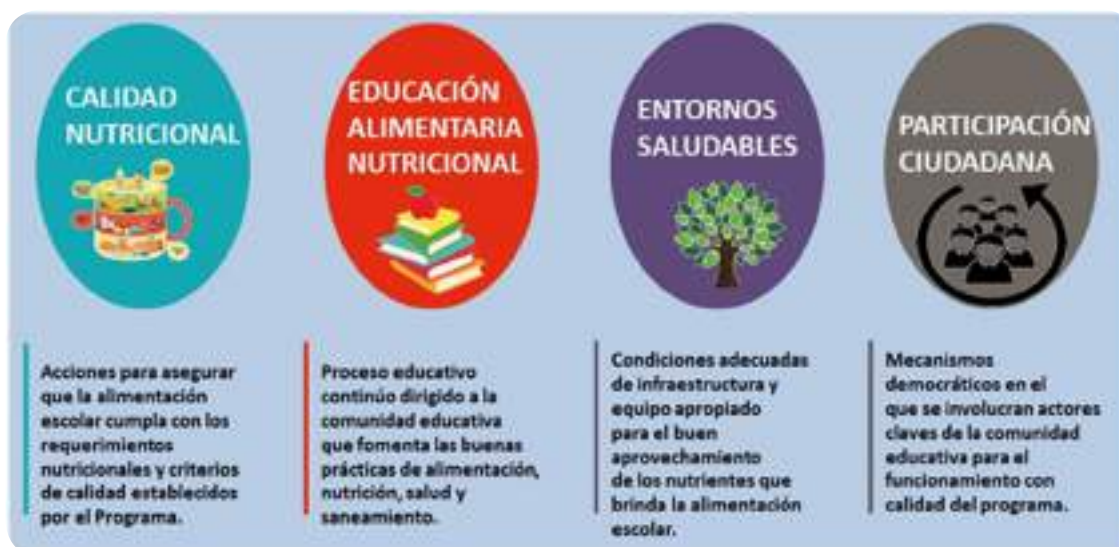 CALIDAD
NUTRICIONAL
Acciones para asegurar
que la alimentación
escolar cumpla con los
requerimientos
nutricionales y criterios
de calidad establecidos
por el Programa.
EDUCACIÓN
ALIMENTARIA
NUTRICIONAL
Proceso educativo
continúo dirigido a la
comunidad educativa
que fomenta las buenas
prácticas de alimentación,
nutrición, salud y
saneamiento.
ENTORNOS
SALUDABLES
Condiciones adecuadas
de infraestructura y
equipo apropiado
para el buen
aprovechamiento
de los nutrientes que
brinda la alimentación
escolar.
PARTICIPACIÓN
CIUDADANA
Mecanismos
democráticos en el
que se involucran actores
claves de la comunidad
educativa para el
funcionamiento con
calidad del programa.